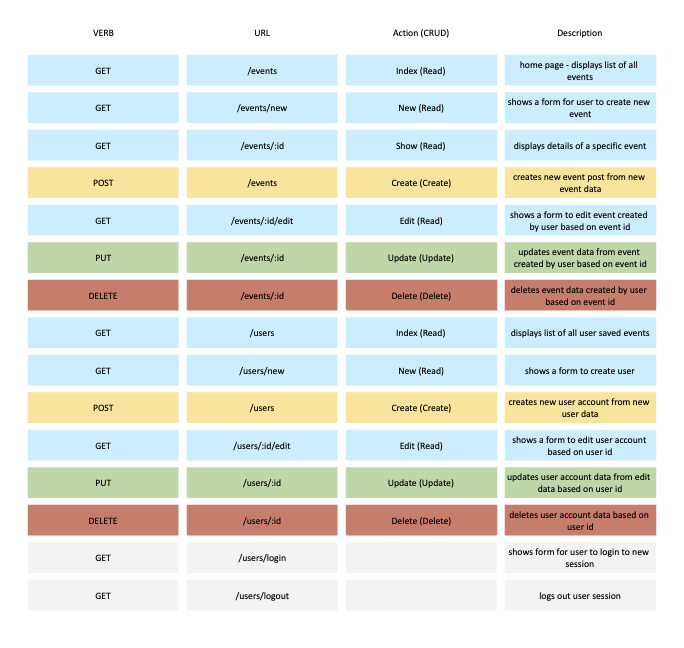 VERB URL Action (CRUD) Description
GET /events Index (Read) home page - displays list of all
events
GET /events/new New (Read) shows a form for user to create new
event
GET /events/:id Show (Read) displays details of a specific event
POST /events Create (Create) creates new event post from new
event data
GET /events/:id/edit Edit (Read) shows a form to edit event created
by user based on event id
PUT /events/:id Update (Update) updates event data from event
created by user based on event id
DELETE /events/:id Delete (Delete) deletes event data created by user
based on event id
GET /users Index (Read) displays list of all user saved events
GET /users/new New (Read) shows a form to create user
POST /users Create (Create) creates new user account from new
user data
GET /users/:id/edit Edit (Read) shows a form to edit user account
based on user id
PUT /users/:id Update (Update) updates user account data from edit
data based on user id
DELETE /users/:id Delete (Delete) deletes user account data based on
user id
GET /users/login shows form for user to login to new
session
GET /users/logout logs out user session